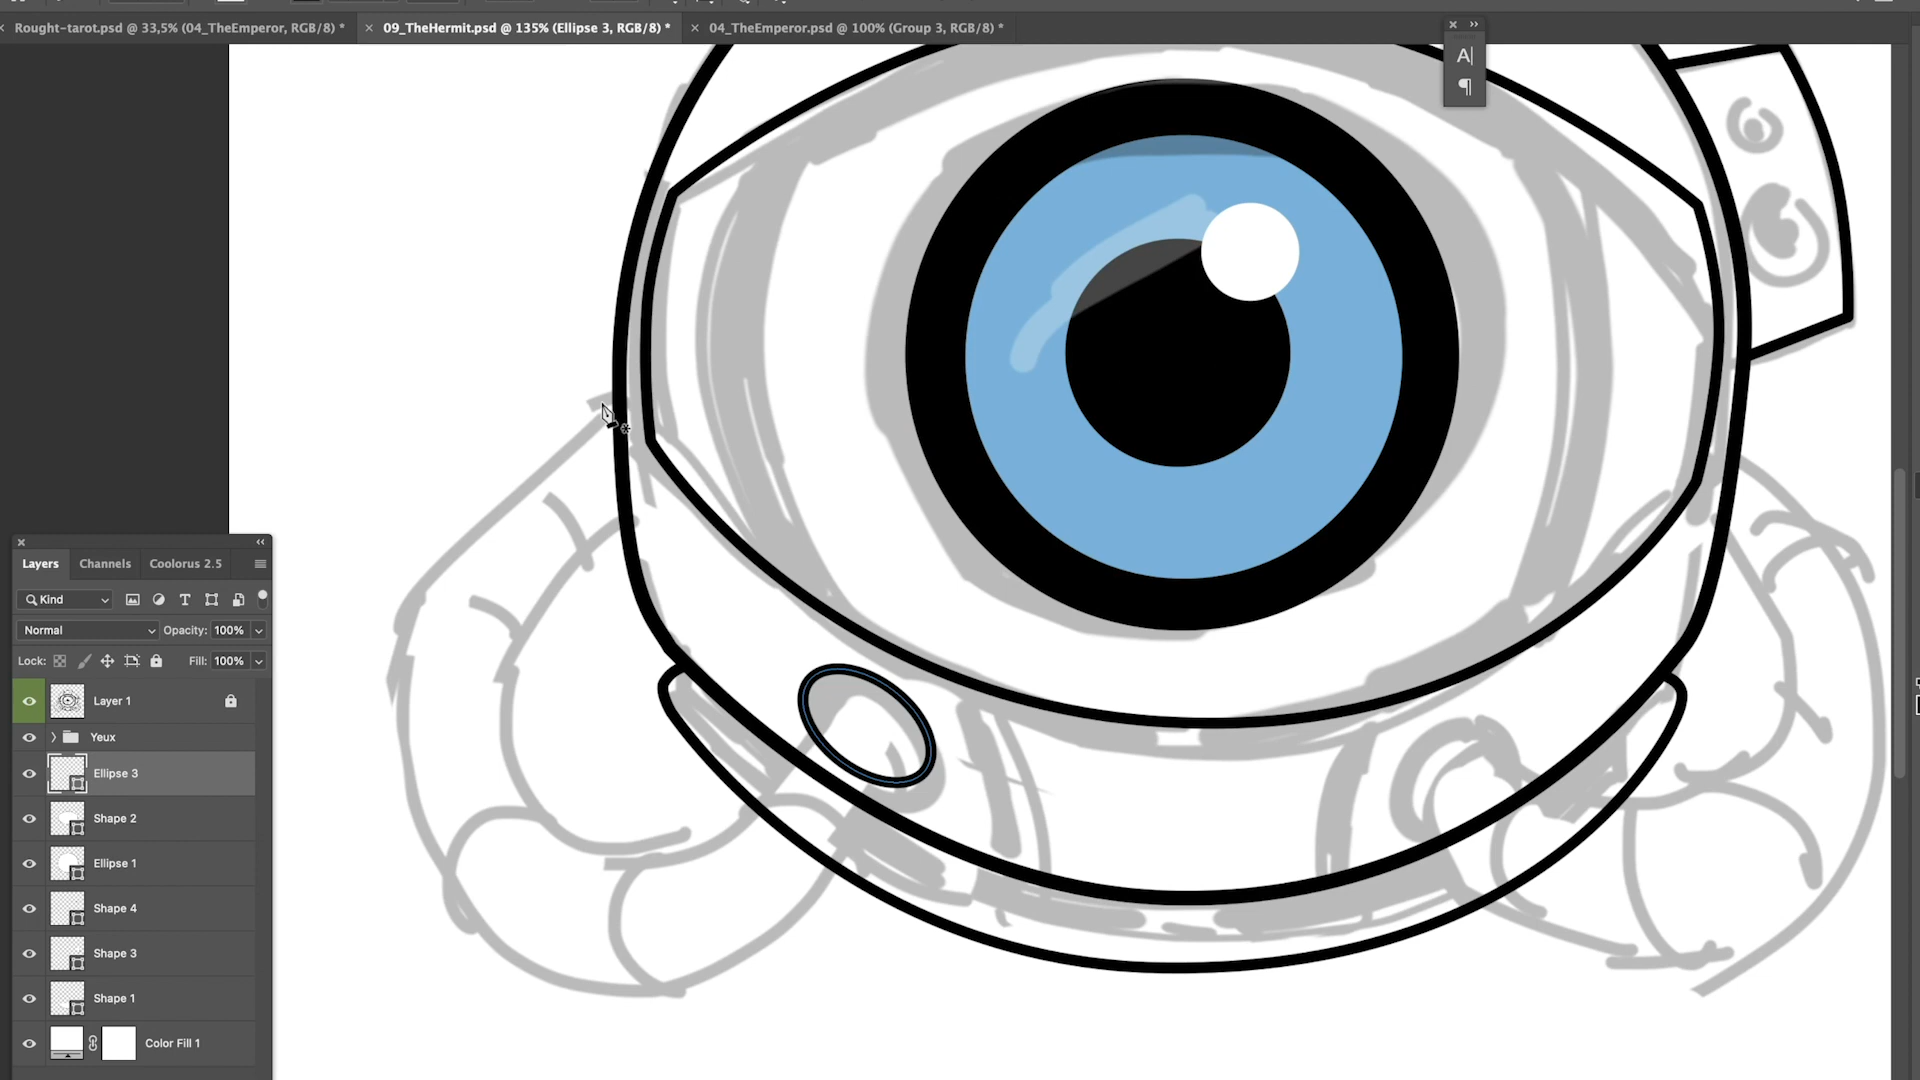 Rought-tarot.psd @ 33,5% (04_TheEmperor, RGB/8) *
09_TheHermit.psd @ 135% (Ellipse 3, RGB/8) *
04_TheEmperor.psd @ 100% (Group 3, RGB/8) *
A
¶
Layers Channels Coolorus 2.5
Kind
T
Normal Opacity: 100%
Lock: Fill: 100%
Layer 1
Yeux
Ellipse 3
Shape 2
Ellipse 1
Shape 4
Shape 3
Shape 1
Color Fill 1